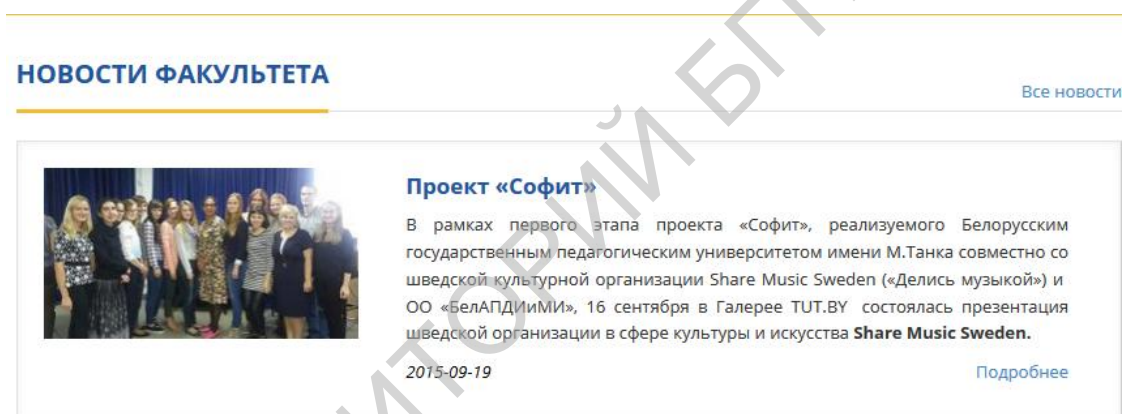 НОВОСТИ ФАКУЛЬТЕТА
Все новости
Проект «Софит»
В рамках первого этапа проекта «Софит», реализуемого Белорусским
государственным педагогическим университетом имени М.Танка совместно со
шведской культурной организации Share Music Sweden («Делись музыкой») и
ОО «БелАПДИиМИ», 16 сентября в Галерее TUT.BY состоялась презентация
шведской организации в сфере культуры и искусства Share Music Sweden.
2015-09-19
Подробнее